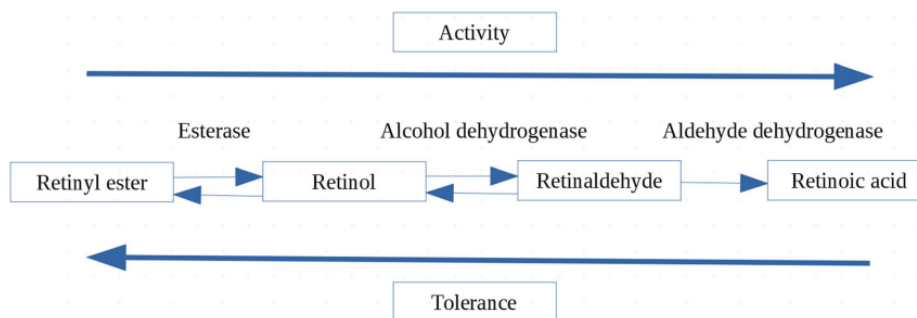 Activity
Esterase Alcohol dehydrogenase Aldehyde dehydrogenase
Retinyl ester Retinol Retinaldehyde Retinoic acid
Tolerance